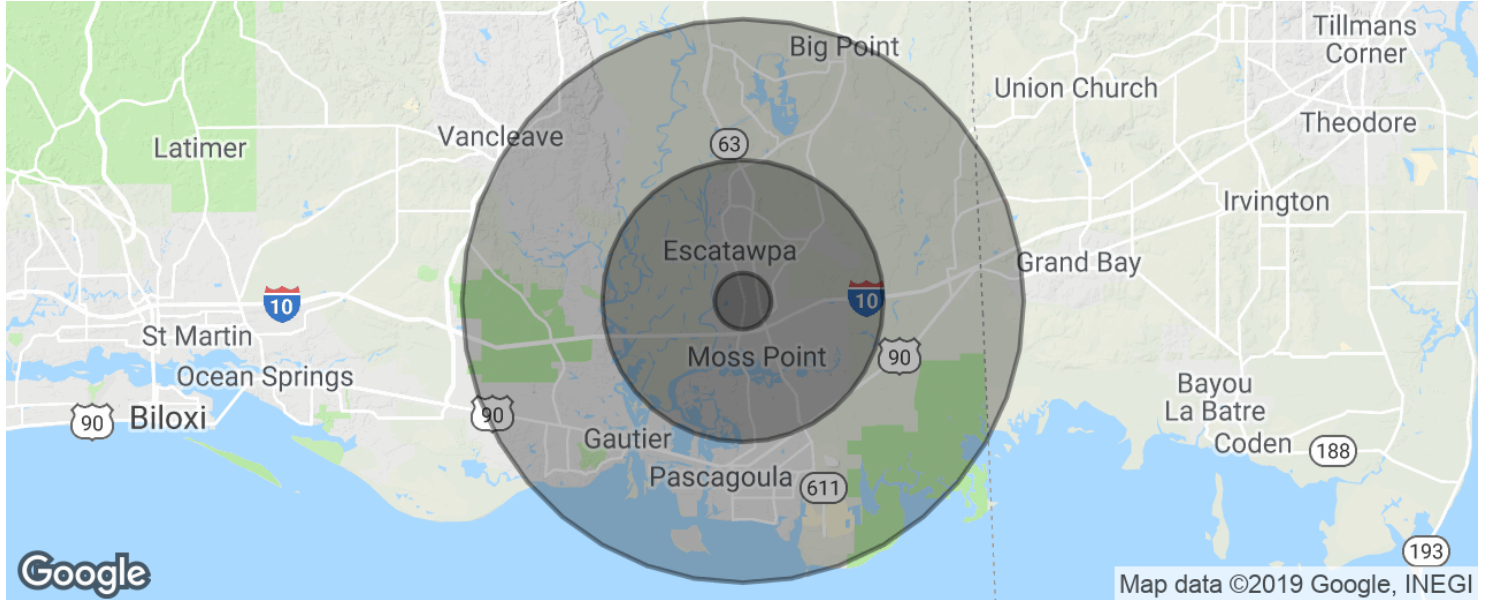 Tillmans
Corner
Big Point
Union Church
Theodore
Vancleave
63
Latimer
Irvington
Escatawpa
Grand Bay
10
10
St Martin
Moss Point
90
Ocean Springs
Bayou
La Batre
90
Biloxi
90
Gautier
Coden
188
Pascagoula
611
193
Google
Map data ©2019 Google, INEGI